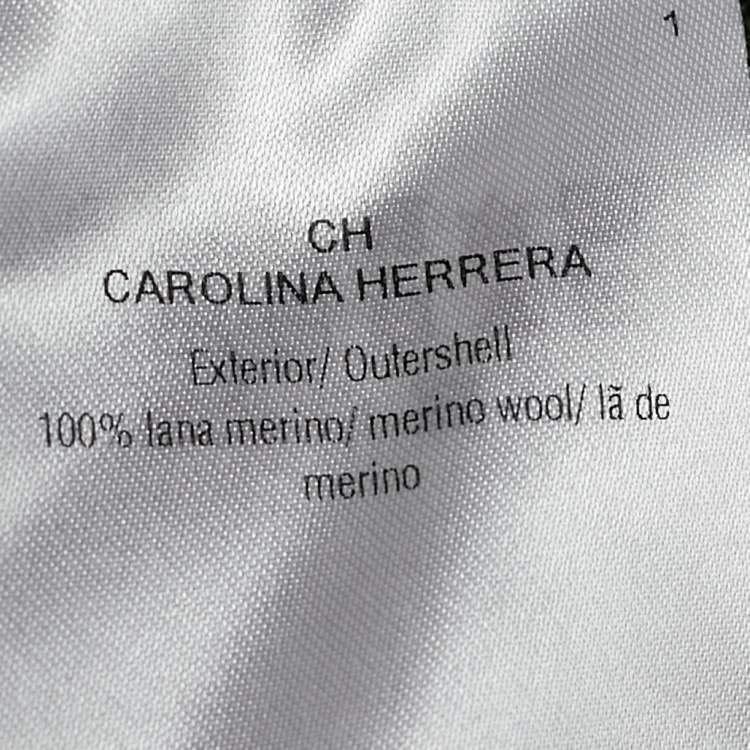 1
CH
CAROLINA HERRERA
Exterior/ Outershell
100% lana merino/ merino wool/ lã de
merino